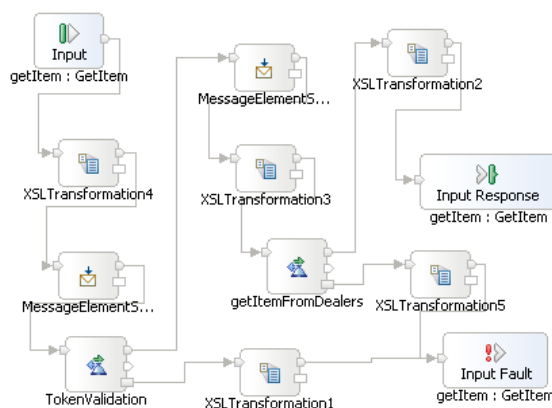 Input
getItem : GetItem
XSLTransformation4
MessageElementS...
TokenValidation
MessageElementS...
XSLTransformation3
getItemFromDealers
XSLTransformation1
XSLTransformation2
Input Response
getItem : GetItem
XSLTransformation5
Input Fault
getItem : GetItem